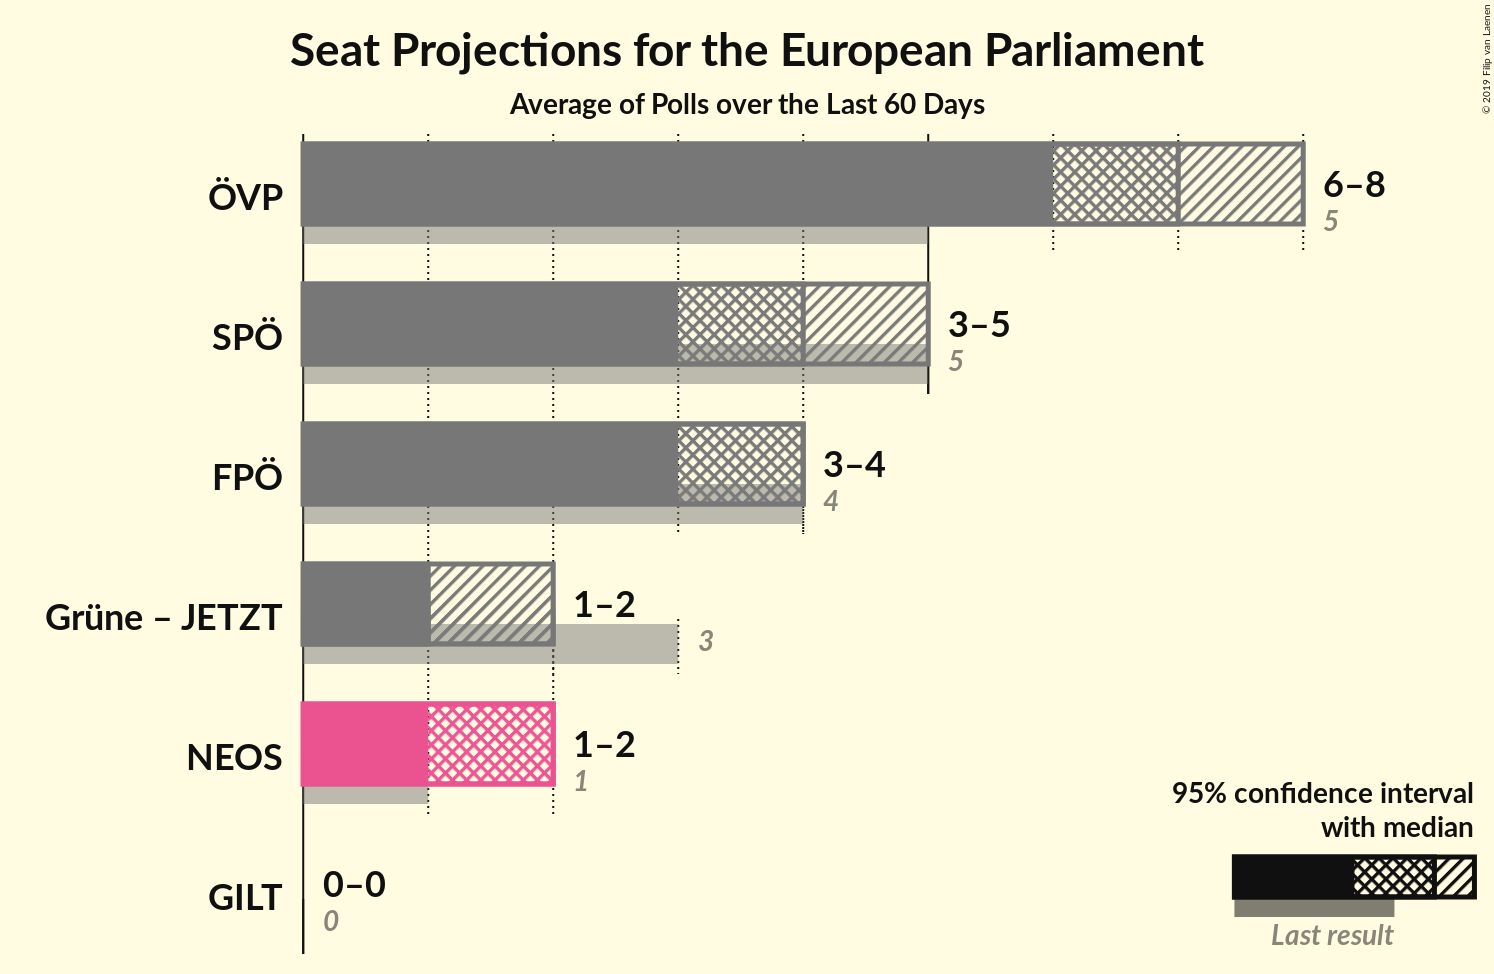 Seat Projections for the European Parliament
Average of Polls over the Last 60 Days
© 2019 Filip van Laenen
ÖVP
6–8
5
SPÖ
3–5
5
FPÖ
3–4
4
Grüne – JETZT
1–2
3
NEOS
1–2
1
GILT
0–0
0
95% confidence interval
with median
Last result